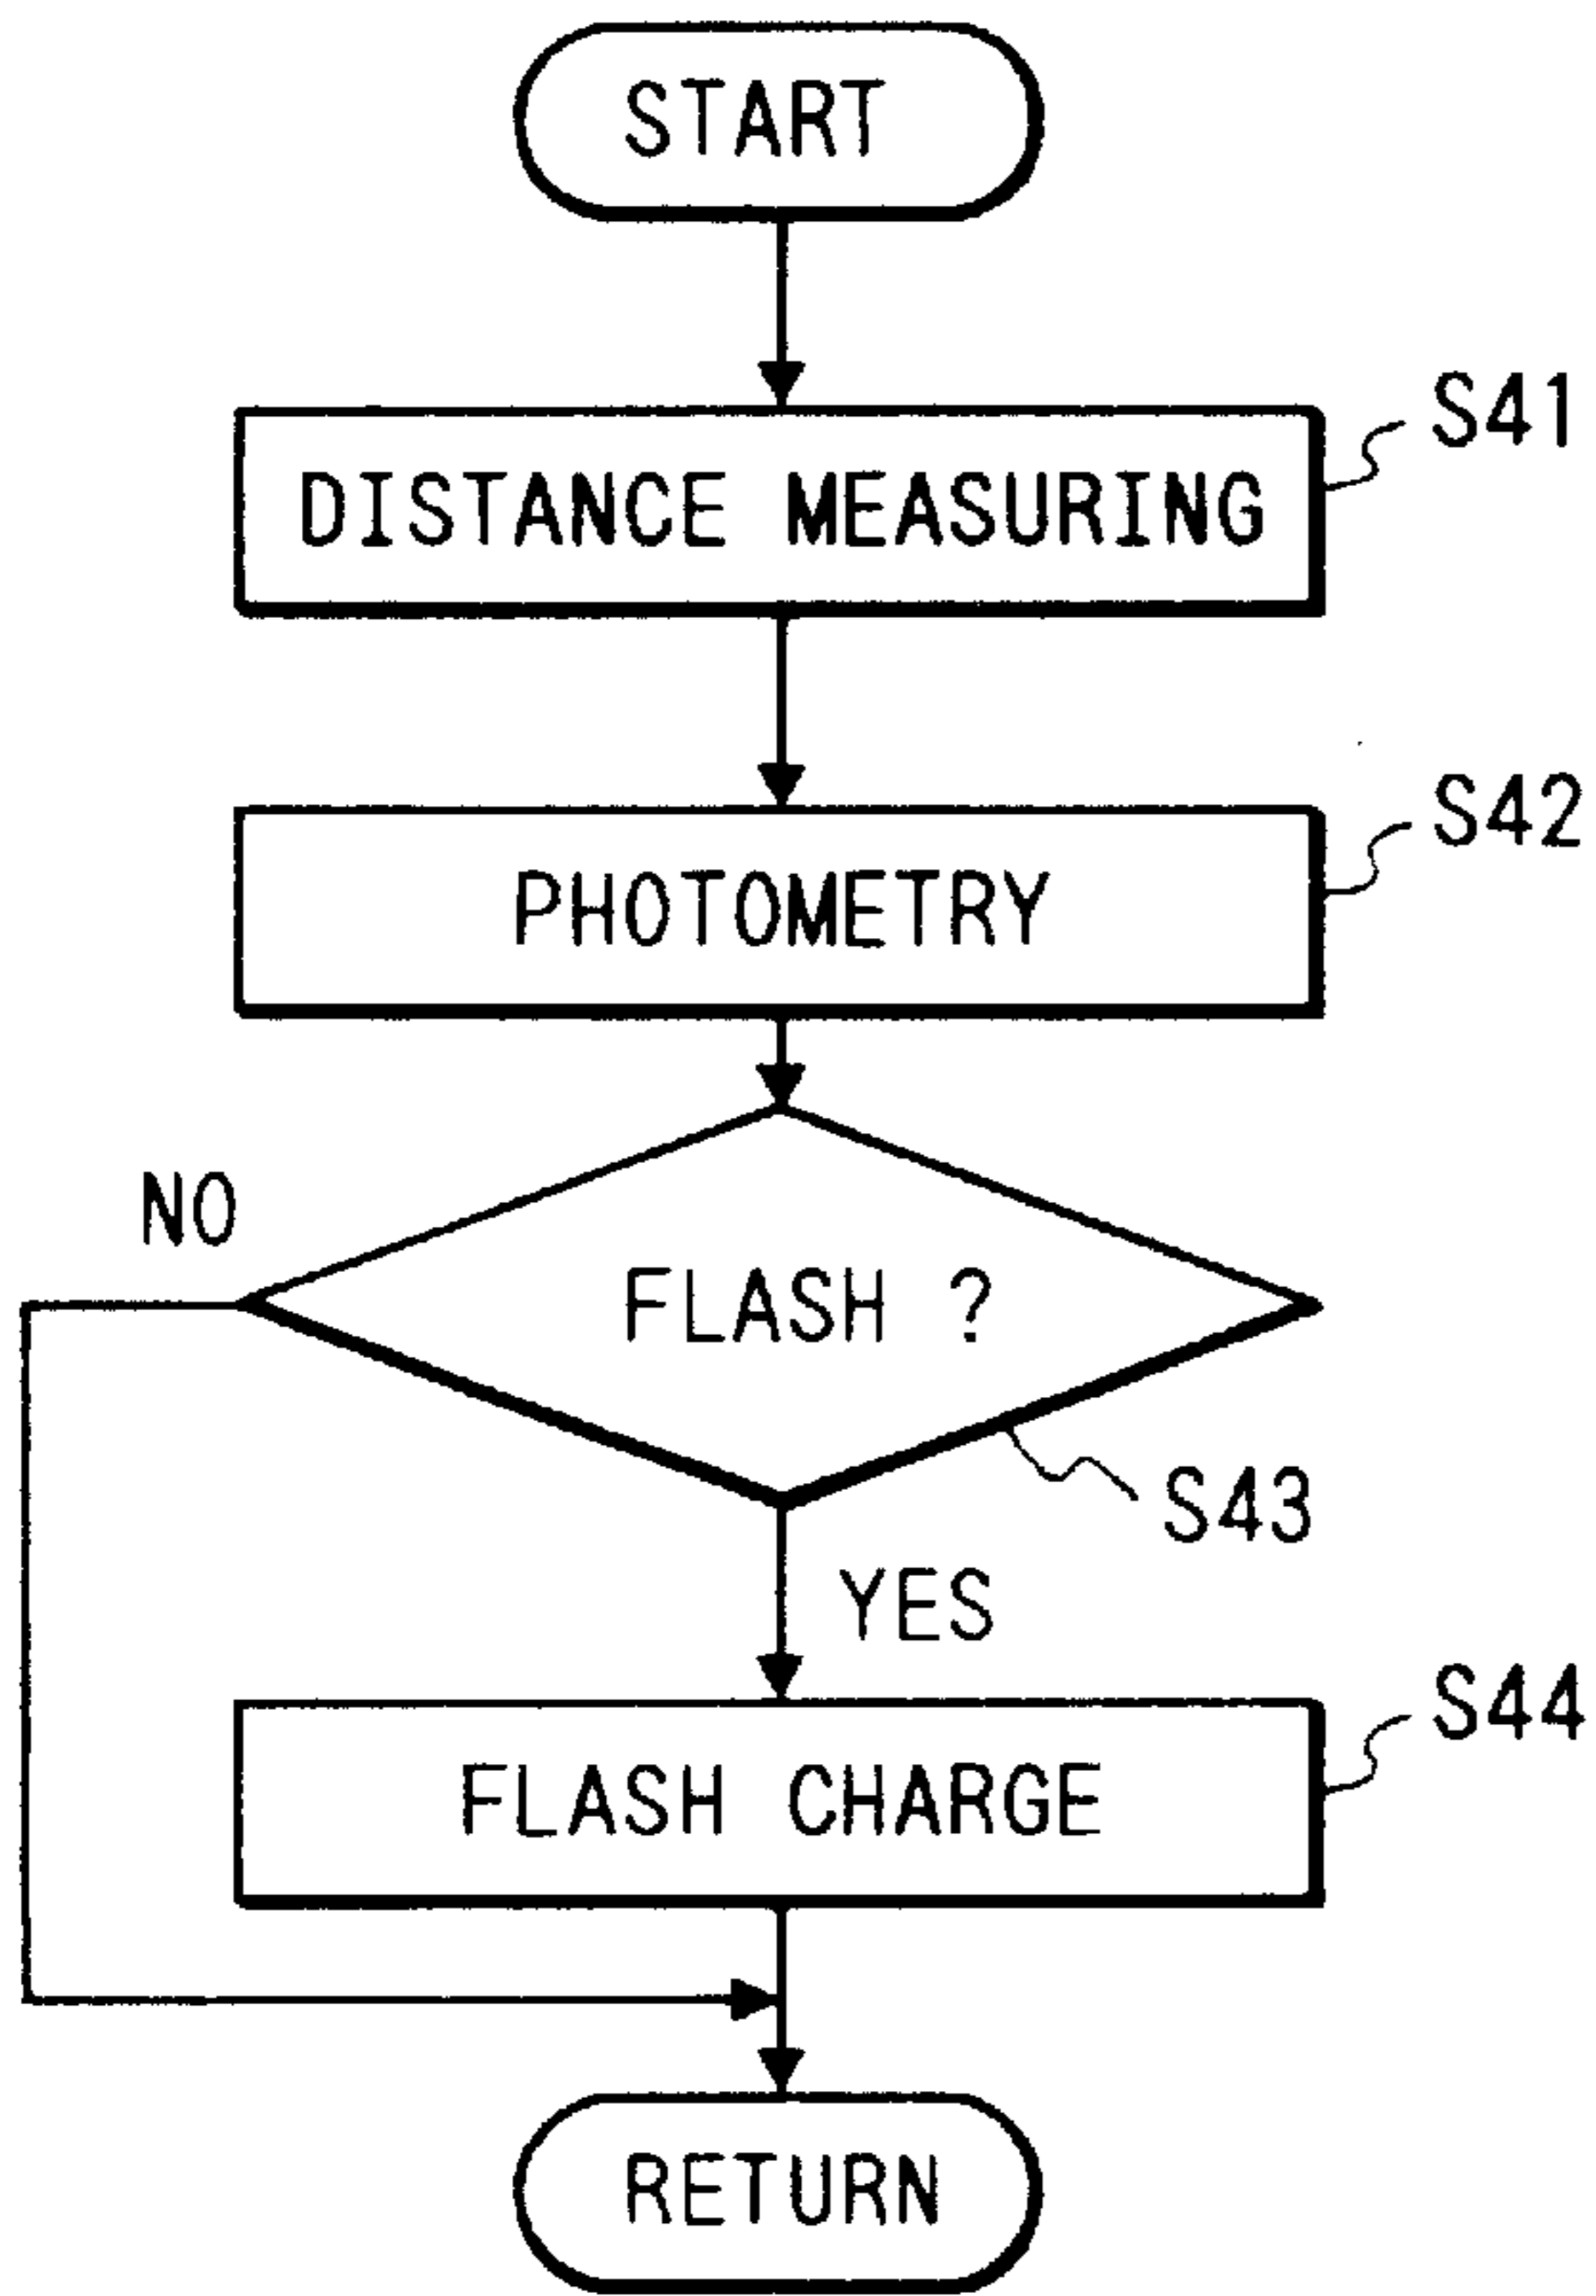 START
S41
DISTANCE MEASURING
S42
PHOTOMETRY
NO
FLASH ?
S43
YES
S44
FLASH CHARGE
RETURN